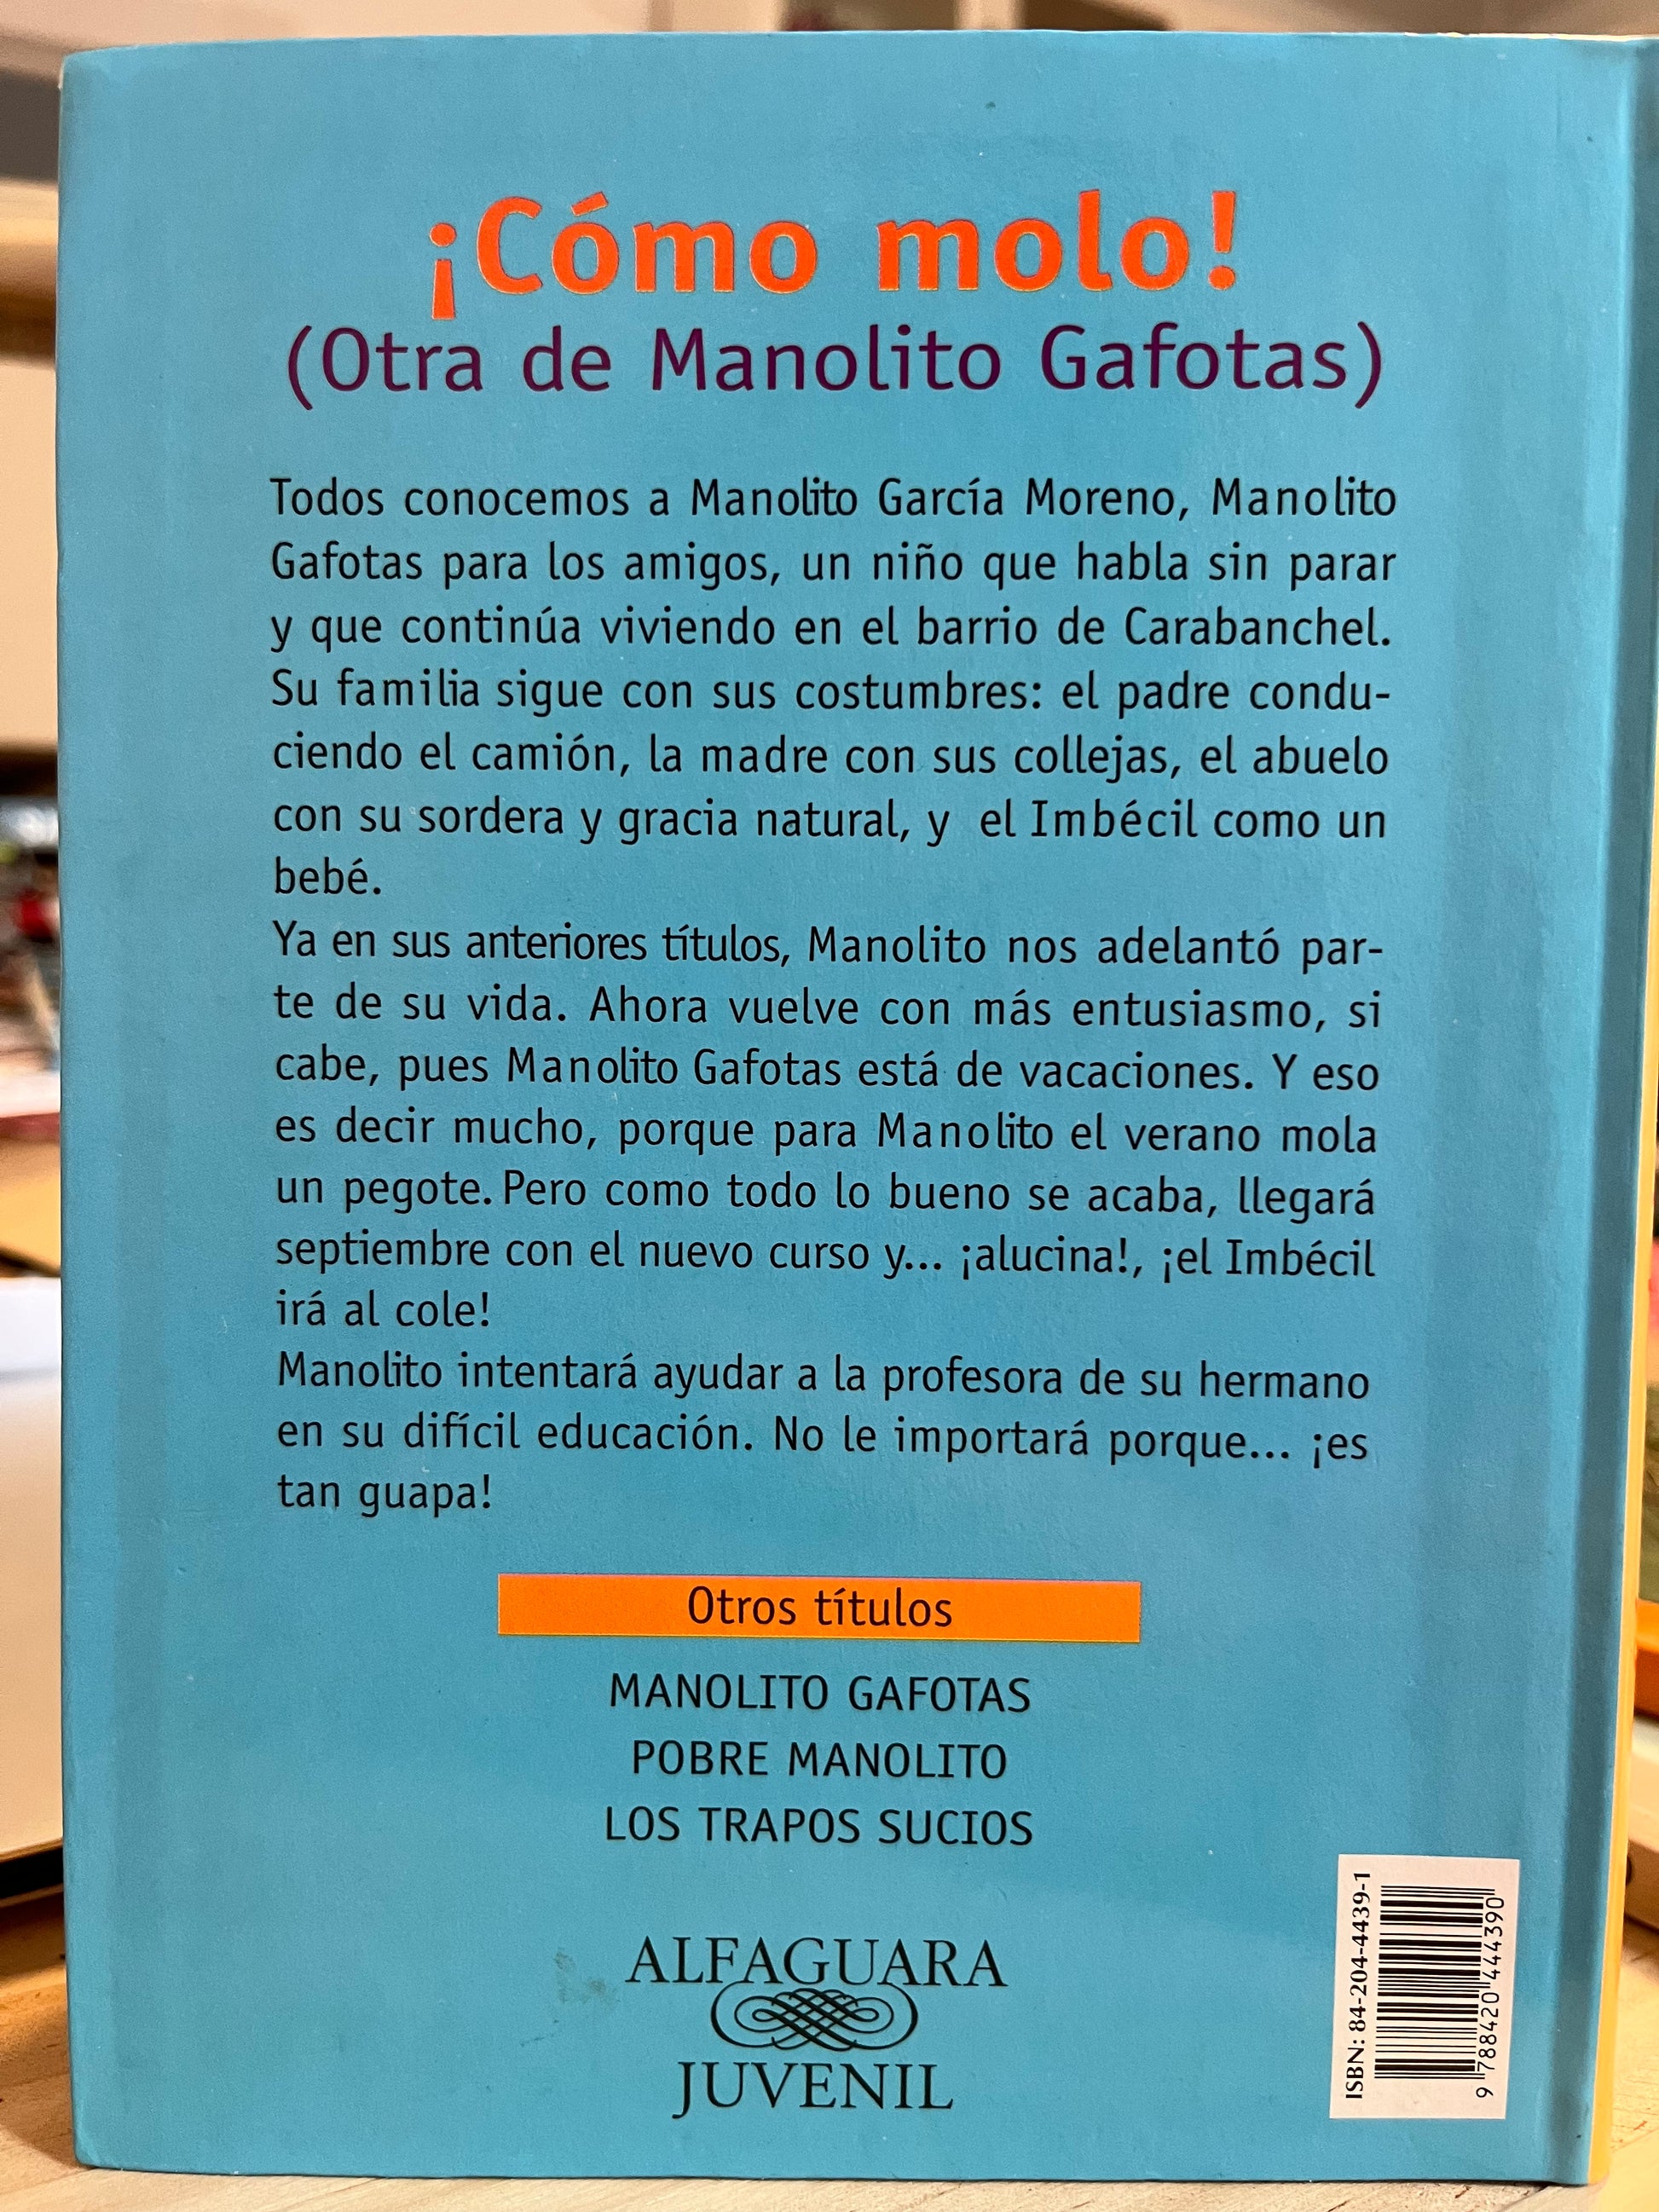 ¡Cómo molo!
(Otra de Manolito Gafotas)
Todos conocemos a Manolito García Moreno, Manolito
Gafotas para los amigos, un niño que habla sin parar
y que continúa viviendo en el barrio de Carabanchel.
Su familia sigue con sus costumbres: el padre condu-
ciendo el camión, la madre con sus collejas, el abuelo
con su sordera y gracia natural, y el Imbécil como un
bebé.
Ya en sus anteriores títulos, Manolito nos adelantó par-
te de su vida. Ahora vuelve con más entusiasmo, si
cabe, pues Manolito Gafotas está de vacaciones. Y eso
es decir mucho, porque para Manolito el verano mola
un pegote. Pero como todo lo bueno se acaba, llegará
septiembre con el nuevo curso y... ¡alucina!, ¡el Imbécil
irá al cole!
Manolito intentará ayudar a la profesora de su hermano
en su difícil educación. No le importará porque... ¡es
tan guapa!
Otros títulos
MANOLITO GAFOTAS
POBRE MANOLITO
LOS TRAPOS SUCIOS
ALFAGUARA
JUVENIL
ISBN: 84-204-4439-1
9 788420 444390